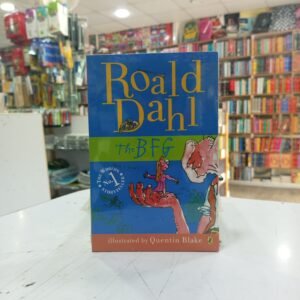 Roald
Dahl
the BFG
illustrated by Quentin Blake